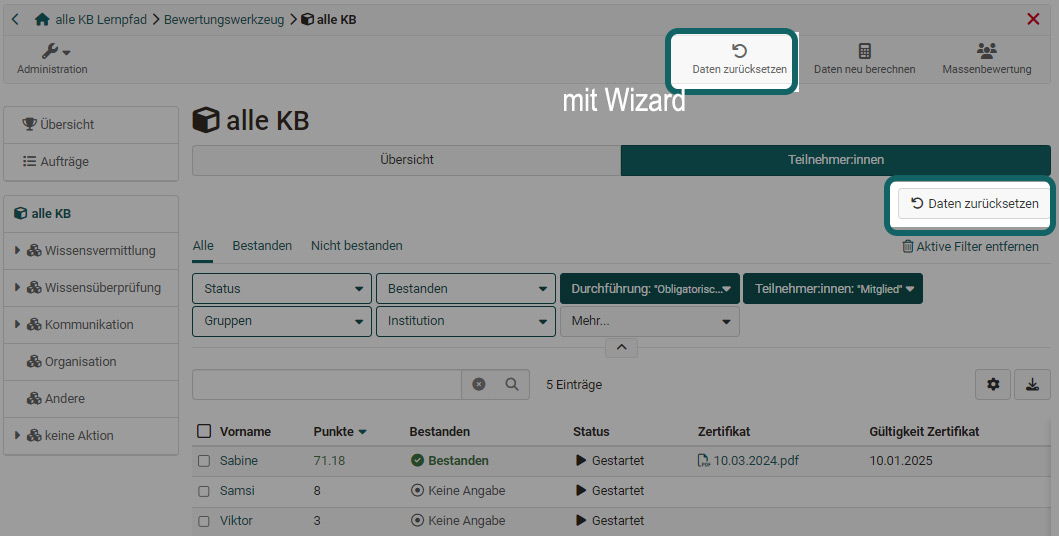 alle KB Lernpfad > Bewertungswerkzeug > alle KB
Administration
Daten zurücksetzen
Daten neu berechnen
Massenbewertung
mit Wizard
Übersicht
Aufträge
alle KB
Wissensvermittlung
Wissensüberprüfung
Kommunikation
Organisation
Andere
keine Aktion
alle KB
Übersicht
Teilnehmer:innen
Daten zurücksetzen
Alle Bestanden Nicht bestanden
Aktive Filter entfernen
Status
Bestanden
Durchführung: "Obligatorisc...
Teilnehmer:innen: "Mitglied"
Gruppen
Institution
Mehr...
5 Einträge
Vorname Punkte Bestanden Status Zertifikat Gültigkeit Zertifikat
Sabine 71.18 Bestanden Gestartet PDF 10.03.2024.pdf 10.01.2025
Samsi 8 Keine Angabe Gestartet
Viktor 3 Keine Angabe Gestartet